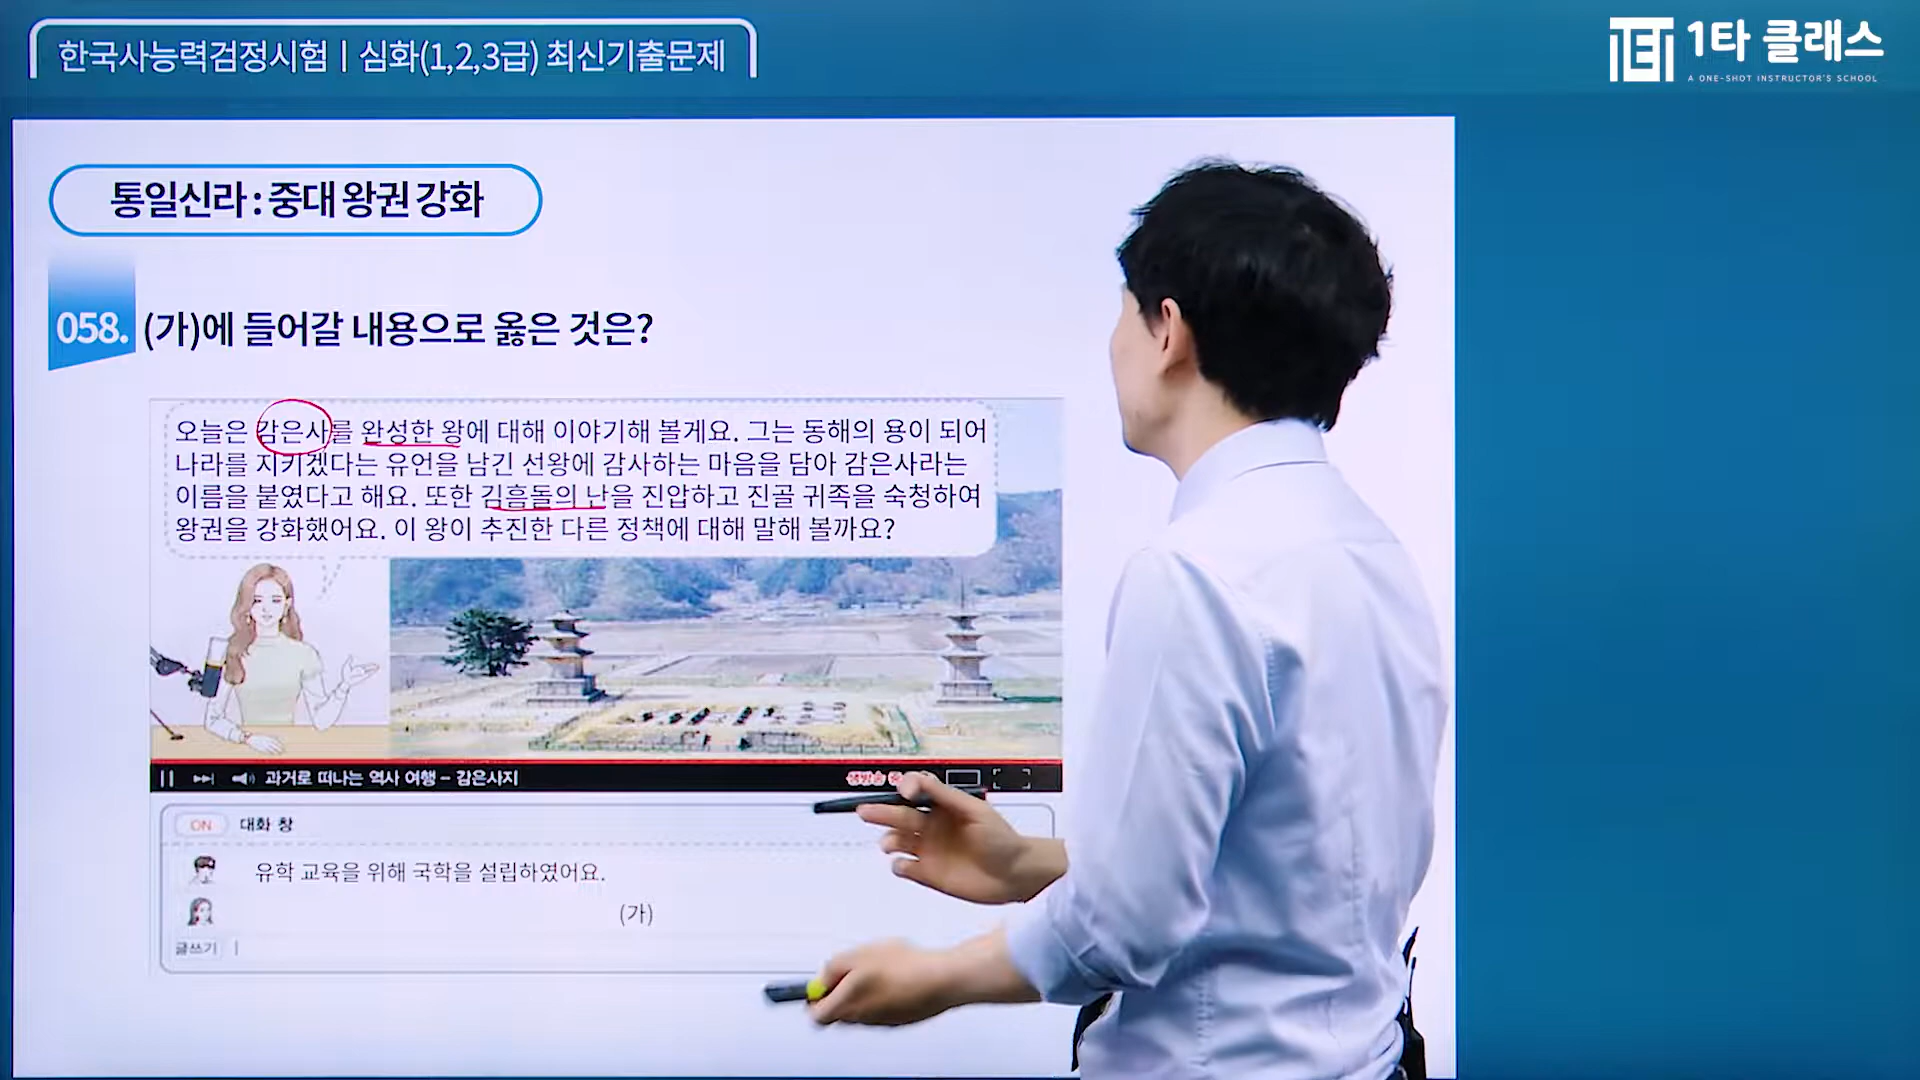 한국사능력검정시험 | 심화(1,2,3급) 최신기출문제
1타 클래스
A ONE-SHOT INSTRUCTOR'S SCHOOL
통일신라 : 중대 왕권 강화
058. (가)에 들어갈 내용으로 옳은 것은?
오늘은 감은사를 완성한 왕에 대해 이야기해 볼게요. 그는 동해의 용이 되어
나라를 지키겠다는 유언을 남긴 선왕에 감사하는 마음을 담아 감은사라는
이름을 붙였다고 해요. 또한 김흠돌의 난을 진압하고 진골 귀족을 숙청하여
왕권을 강화했어요. 이 왕이 추진한 다른 정책에 대해 말해 볼까요?
과거로 떠나는 역사 여행 – 감은사지
생방송
ON 대화 창
유학 교육을 위해 국학을 설립하였어요.
(가)
글쓰기